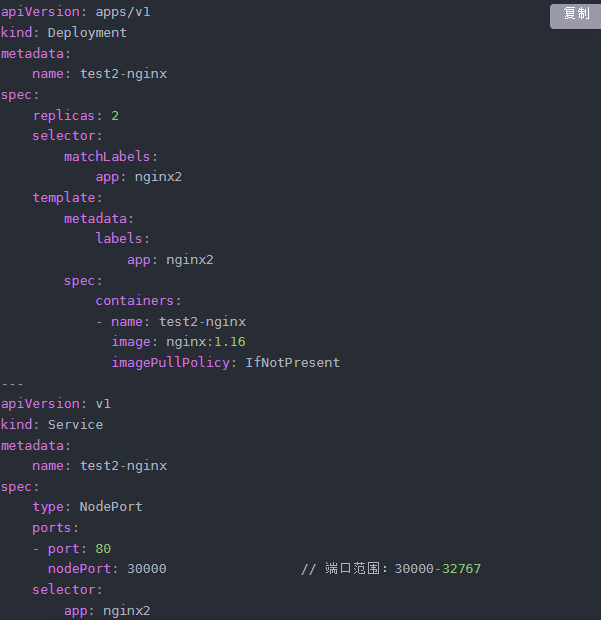 复制
apiVersion: apps/v1
kind: Deployment
metadata:
    name: test2-nginx
spec:
    replicas: 2
    selector:
        matchLabels:
            app: nginx2
    template:
        metadata:
            labels:
                app: nginx2
        spec:
            containers:
            - name: test2-nginx
              image: nginx:1.16
              imagePullPolicy: IfNotPresent
---
apiVersion: v1
kind: Service
metadata:
    name: test2-nginx
spec:
    type: NodePort
    ports:
    - port: 80
      nodePort: 30000                 // 端口范围：30000-32767
    selector:
        app: nginx2